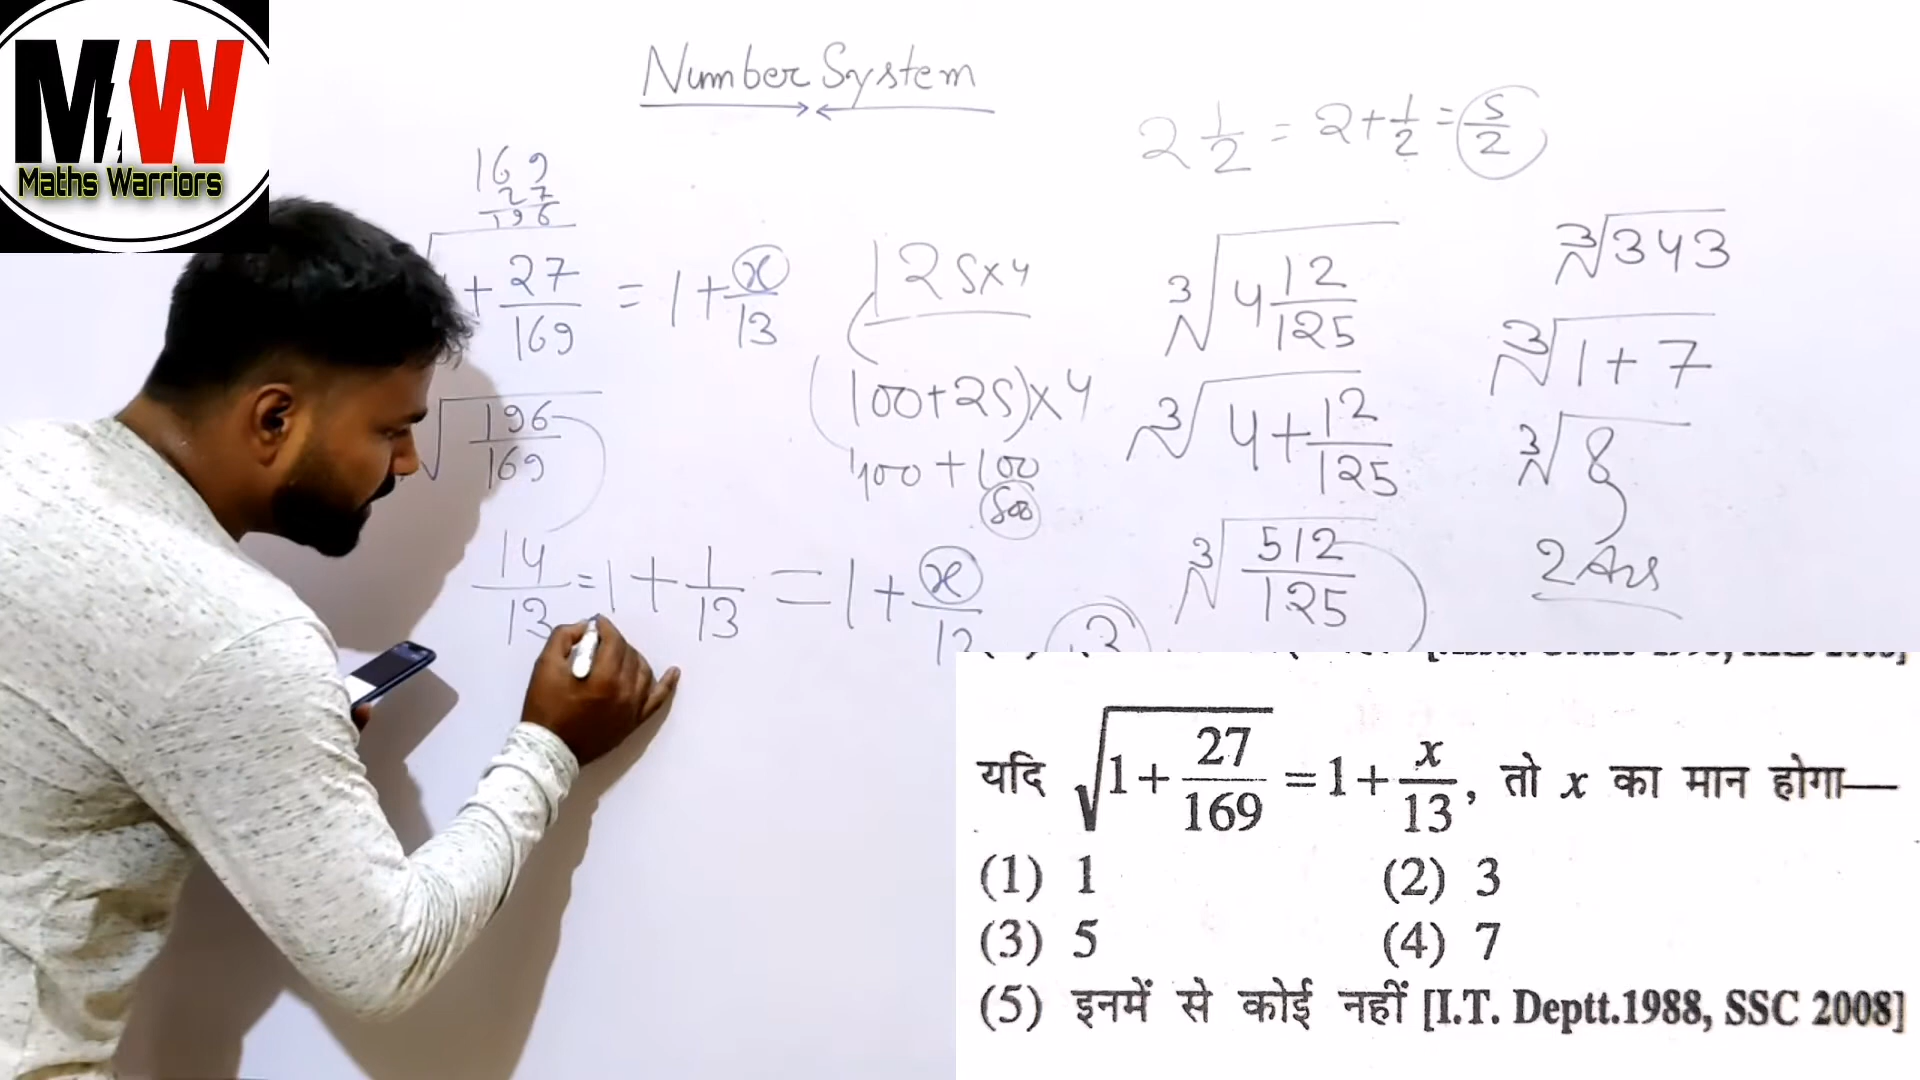 MW
Maths Warriors
Number System
169
27
196
+ 27/169 = 1 + x/13
√196/169
14/13 = 1 + 1/13 = 1 + x/13
125×4
(100+25)×4
400 + 100
500
2 1/2 = 2 + 1/2 = 5/2
∛4 12/125
∛4 + 12/125
∛512/125
∛343
∛1 + 7
∛8
2 Ans
यदि √1 + 27/169 = 1 + x/13, तो x का मान होगा—
(1) 1 (2) 3
(3) 5 (4) 7
(5) इनमें से कोई नहीं [I.T. Deptt.1988, SSC 2008]